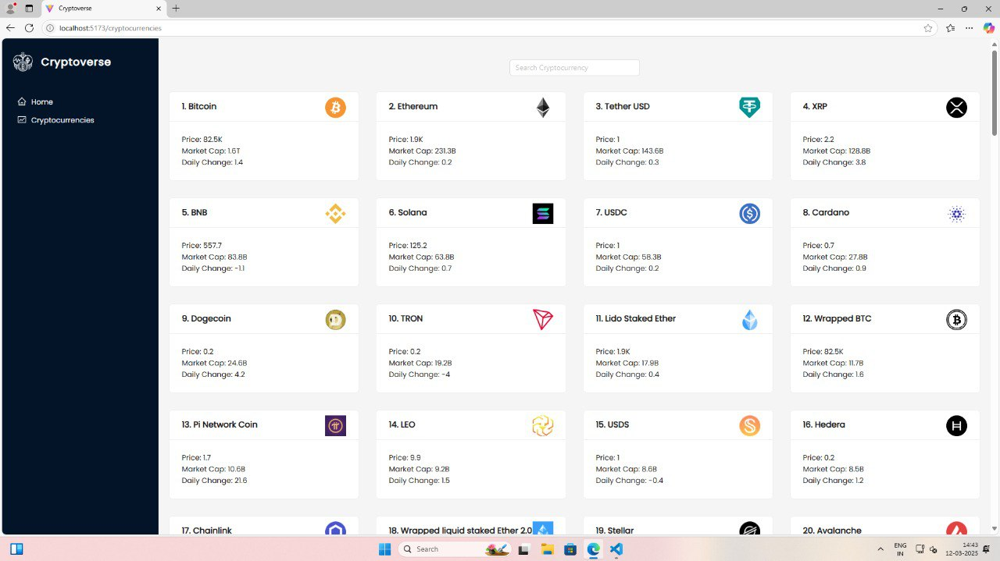 Cryptoverse
localhost:5173/cryptocurrencies
Cryptoverse
Home
Cryptocurrencies
Search Cryptocurrency
1. Bitcoin
Price: 82.5K
Market Cap: 1.6T
Daily Change: 1.4
2. Ethereum
Price: 1.9K
Market Cap: 231.3B
Daily Change: 0.2
3. Tether USD
Price: 1
Market Cap: 143.6B
Daily Change: 0.3
4. XRP
Price: 2.2
Market Cap: 128.8B
Daily Change: 3.8
5. BNB
Price: 557.7
Market Cap: 83.8B
Daily Change: -1.1
6. Solana
Price: 125.2
Market Cap: 63.8B
Daily Change: 0.7
7. USDC
Price: 1
Market Cap: 58.3B
Daily Change: 0.2
8. Cardano
Price: 0.7
Market Cap: 27.8B
Daily Change: 0.9
9. Dogecoin
Price: 0.2
Market Cap: 24.6B
Daily Change: 4.2
10. TRON
Price: 0.2
Market Cap: 19.2B
Daily Change: -4
11. Lido Staked Ether
Price: 1.9K
Market Cap: 17.9B
Daily Change: 0.4
12. Wrapped BTC
Price: 82.5K
Market Cap: 11.7B
Daily Change: 1.6
13. Pi Network Coin
Price: 1.7
Market Cap: 10.6B
Daily Change: 21.6
14. LEO
Price: 9.9
Market Cap: 9.2B
Daily Change: 1.5
15. USDS
Price: 1
Market Cap: 8.6B
Daily Change: -0.4
16. Hedera
Price: 0.2
Market Cap: 8.5B
Daily Change: 1.2
17. Chainlink
18. Wrapped liquid staked Ether 2.0
19. Stellar
20. Avalanche
Search
ENG
IN
14:43
12-03-2025